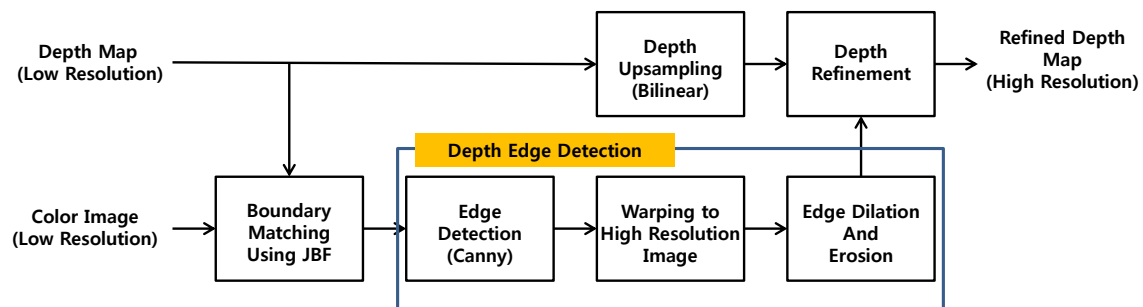 Depth Map
(Low Resolution)
Depth
Upsampling
(Bilinear)
Depth
Refinement
Refined Depth
Map
(High Resolution)
Depth Edge Detection
Color Image
(Low Resolution)
Boundary
Matching
Using JBF
Edge
Detection
(Canny)
Warping to
High Resolution
Image
Edge Dilation
And
Erosion